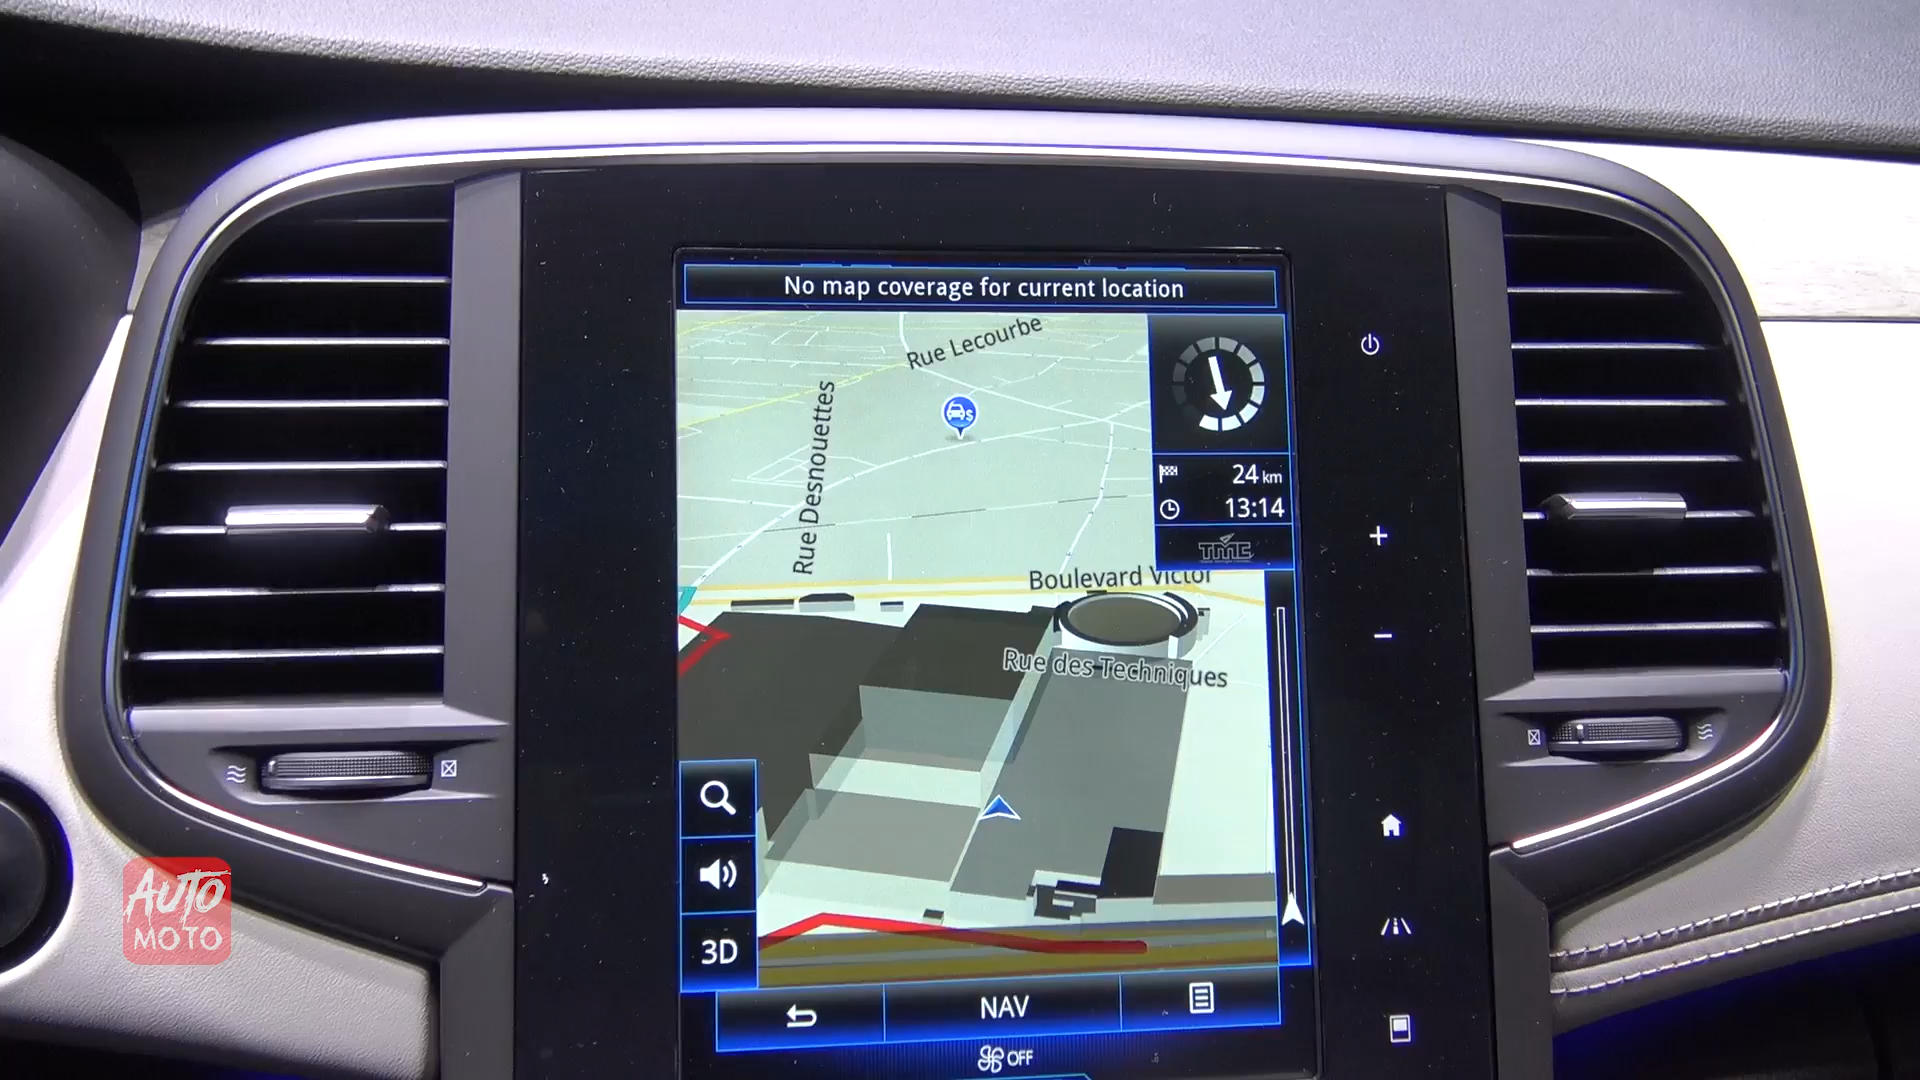 No map coverage for current location
Rue Lecourbe
Rue Desnouettes
24 km
13:14
TMC
Boulevard Victor
Rue des Techniques
3D
NAV
OFF
AUTO
MOTO